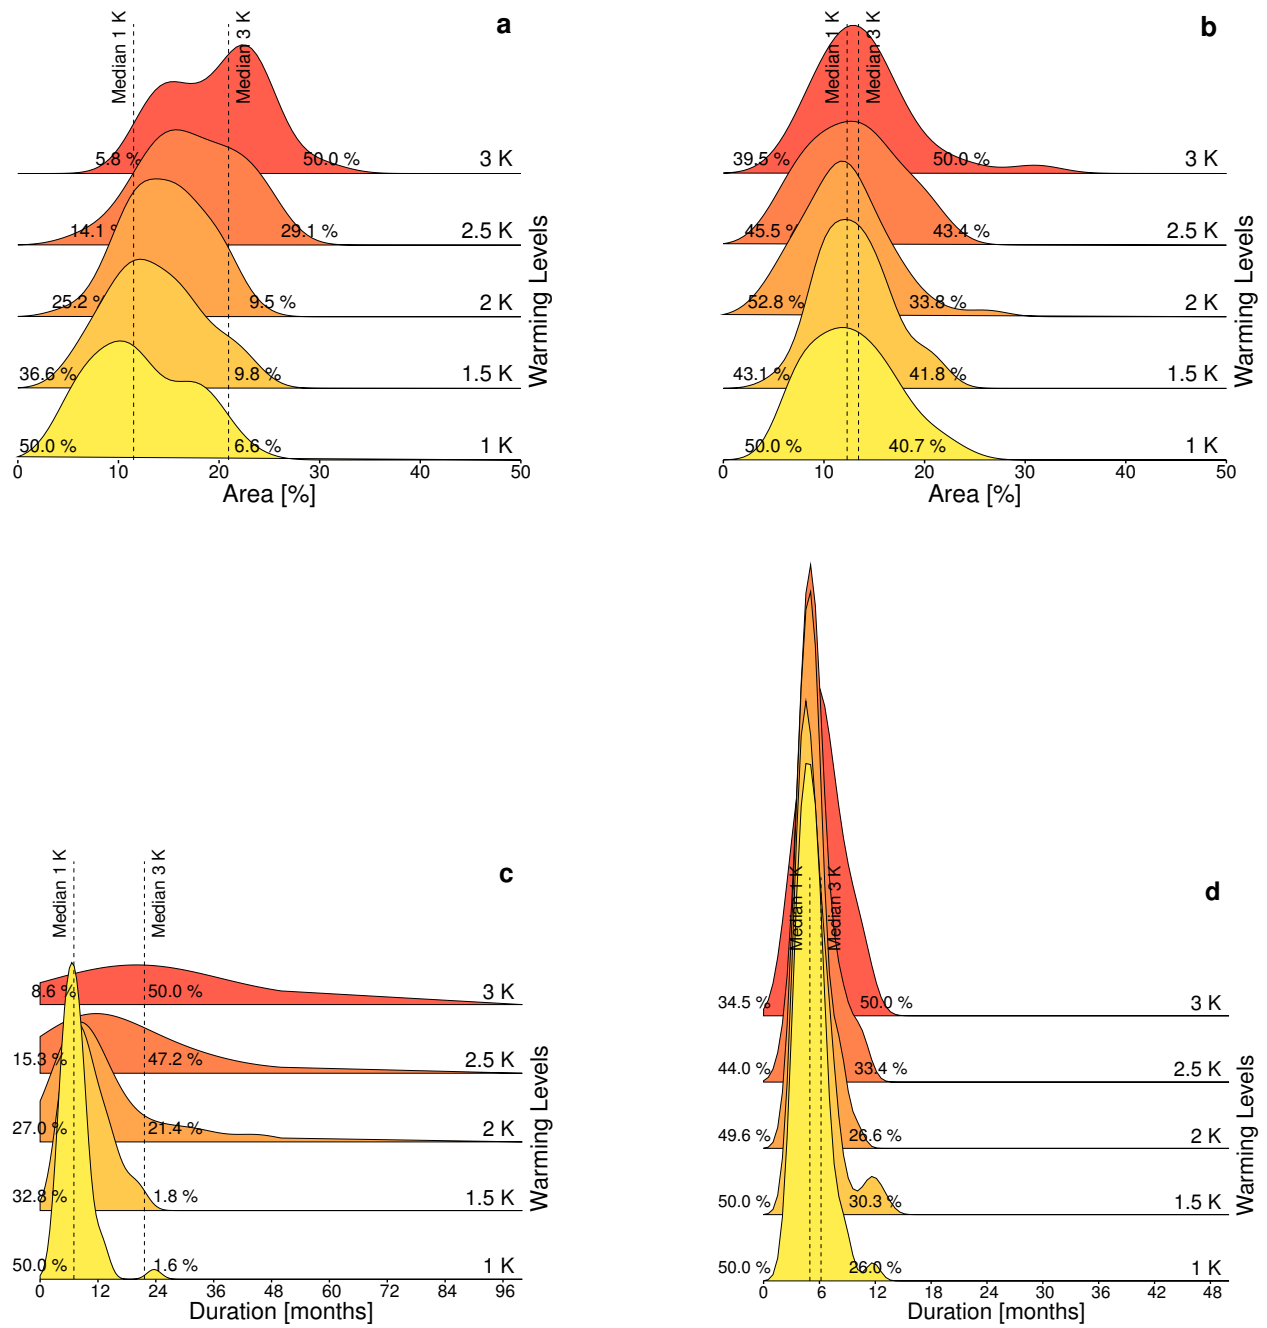 a
Median 1 K
Median 3 K
5.8 %
50.0 %
3 K
14.1 %
29.1 %
2.5 K
25.2 %
9.5 %
2 K
36.6 %
9.8 %
1.5 K
50.0 %
6.6 %
1 K
0 10 20 30 40 50
Area [%]
Warming Levels
b
Median 1 K
Median 3 K
39.5 %
50.0 %
3 K
45.5 %
43.4 %
2.5 K
52.8 %
33.8 %
2 K
43.1 %
41.8 %
1.5 K
50.0 %
40.7 %
1 K
0 10 20 30 40 50
Area [%]
Warming Levels
c
Median 1 K
Median 3 K
8.6 %
50.0 %
3 K
15.3 %
47.2 %
2.5 K
27.0 %
21.4 %
2 K
32.8 %
1.8 %
1.5 K
50.0 %
1.6 %
1 K
0 12 24 36 48 60 72 84 96
Duration [months]
Warming Levels
d
Median 1 K
Median 3 K
34.5 %
50.0 %
3 K
44.0 %
33.4 %
2.5 K
49.6 %
26.6 %
2 K
50.0 %
30.3 %
1.5 K
50.0 %
26.0 %
1 K
0 6 12 18 24 30 36 42 48
Duration [months]
Warming Levels